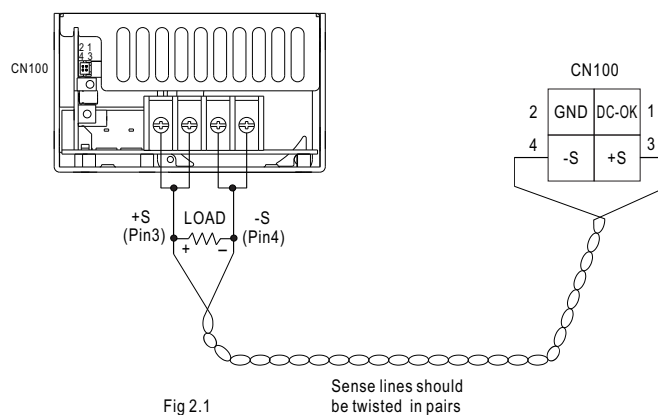 2 1
4 3
CN100
CN100
2 GND DC-OK 1
4 -S +S 3
+S LOAD -S
(Pin3) (Pin4)
+ −
Sense lines should
be twisted in pairs
Fig 2.1